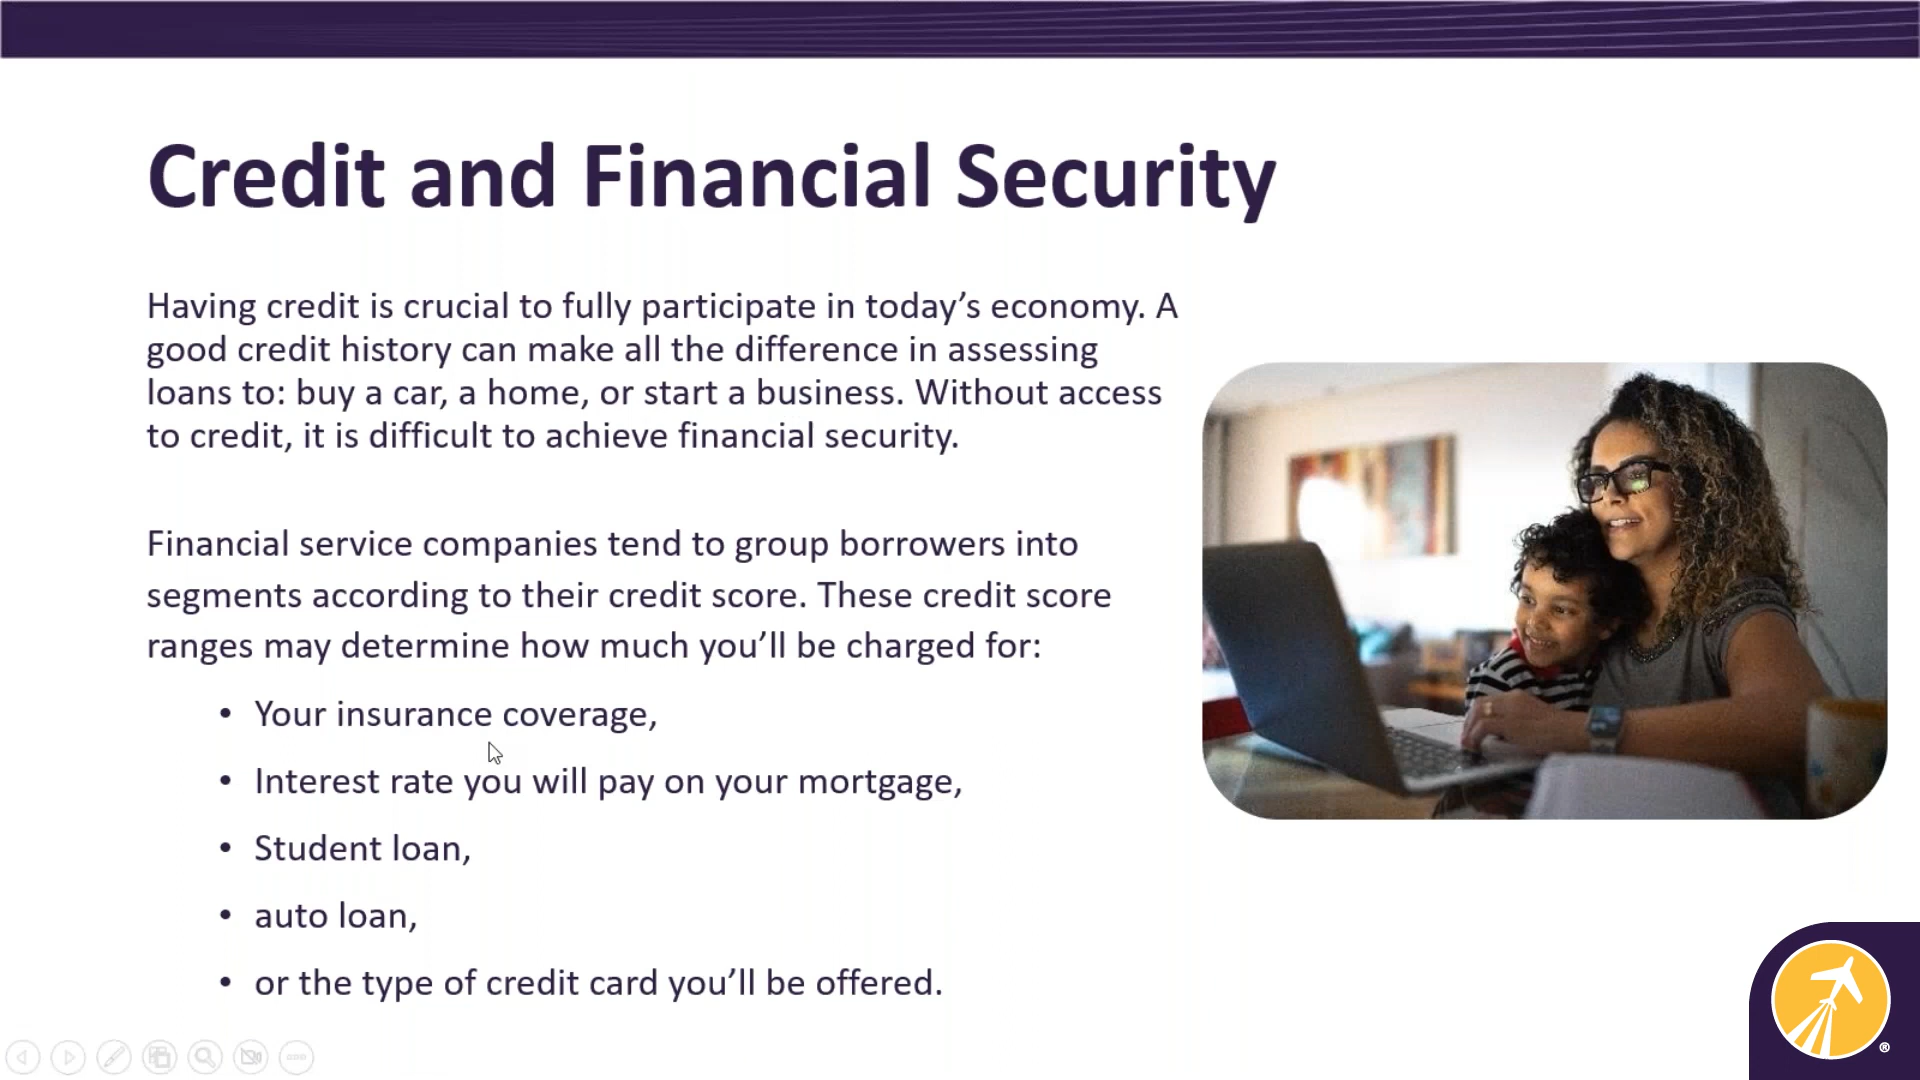 Credit and Financial Security
Having credit is crucial to fully participate in today’s economy. A
good credit history can make all the difference in assessing
loans to: buy a car, a home, or start a business. Without access
to credit, it is difficult to achieve financial security.
Financial service companies tend to group borrowers into
segments according to their credit score. These credit score
ranges may determine how much you’ll be charged for:
• Your insurance coverage,
• Interest rate you will pay on your mortgage,
• Student loan,
• auto loan,
• or the type of credit card you’ll be offered.
®